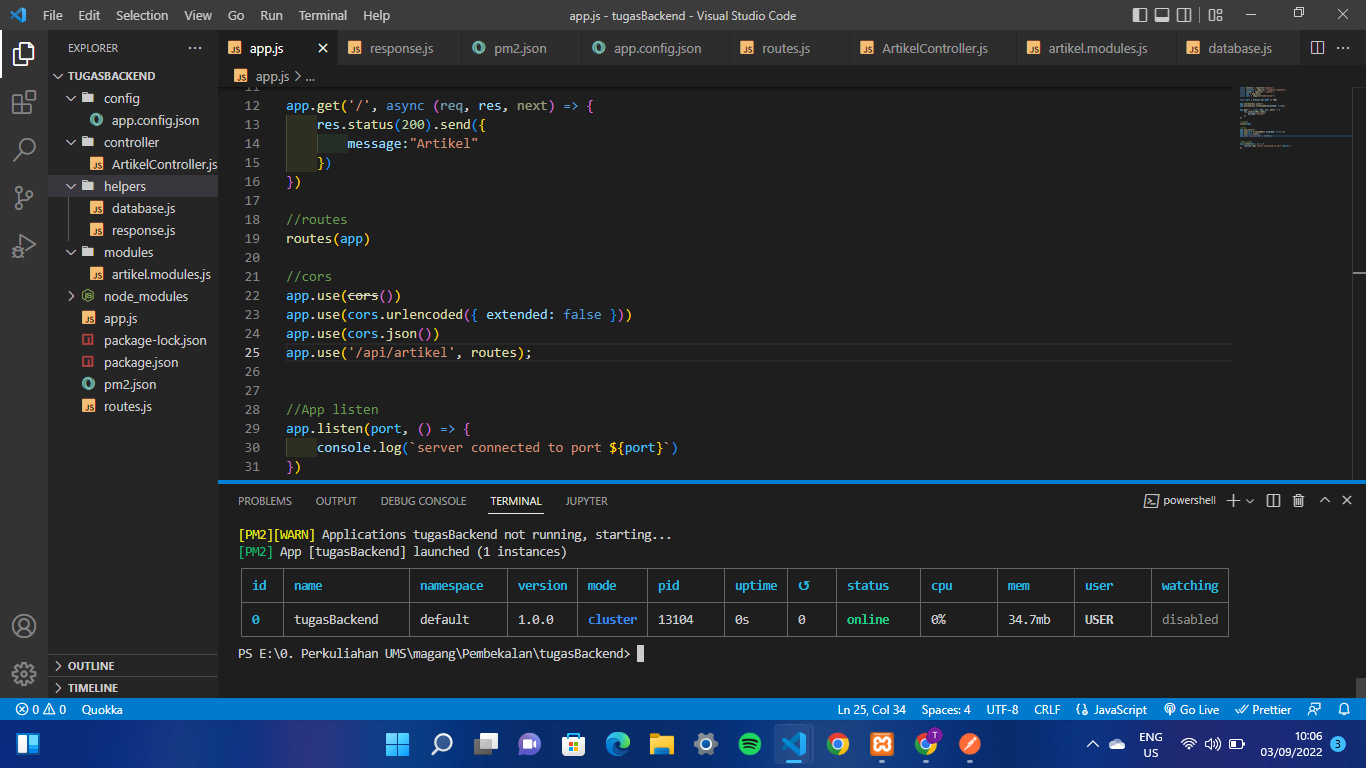 File Edit Selection View Go Run Terminal Help app.js - tugasBackend - Visual Studio Code
EXPLORER ...
TUGASBACKEND
config
app.config.json
controller
ArtikelController.js
helpers
database.js
response.js
modules
artikel.modules.js
node_modules
app.js
package-lock.json
package.json
pm2.json
routes.js
OUTLINE
TIMELINE
app.js response.js pm2.json app.config.json routes.js ArtikelController.js artikel.modules.js database.js ...
app.js > ...
11
12 app.get('/', async (req, res, next) => {
13 res.status(200).send({
14 message:"Artikel"
15 })
16 })
17
18 //routes
19 routes(app)
20
21 //cors
22 app.use(cors())
23 app.use(cors.urlencoded({ extended: false }))
24 app.use(cors.json())
25 app.use('/api/artikel', routes);
26
27
28 //App listen
29 app.listen(port, () => {
30 console.log(`server connected to port ${port}`)
31 })
PROBLEMS OUTPUT DEBUG CONSOLE TERMINAL JUPYTER powershell
[PM2][WARN] Applications tugasBackend not running, starting...
[PM2] App [tugasBackend] launched (1 instances)
id name namespace version mode pid uptime ↺ status cpu mem user watching
0 tugasBackend default 1.0.0 cluster 13104 0s 0 online 0% 34.7mb USER disabled
PS E:\0. Perkuliahan UMS\magang\Pembekalan\tugasBackend>
0 0 Quokka Ln 25, Col 34 Spaces: 4 UTF-8 CRLF {} JavaScript Go Live Prettier
T ENG US 10:06 03/09/2022 3